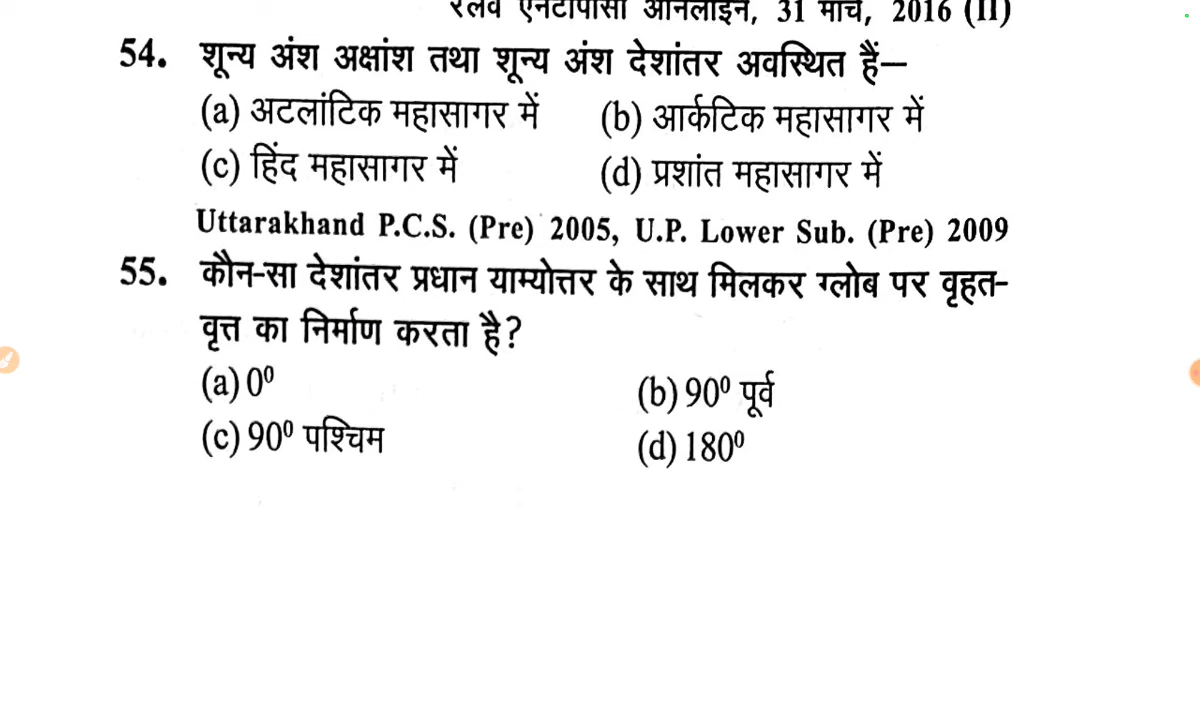 रेलवे एनटीपीसी ऑनलाइन, 31 मार्च, 2016 (II)
54. शून्य अंश अक्षांश तथा शून्य अंश देशांतर अवस्थित हैं–
(a) अटलांटिक महासागर में (b) आर्कटिक महासागर में
(c) हिंद महासागर में (d) प्रशांत महासागर में
Uttarakhand P.C.S. (Pre) 2005, U.P. Lower Sub. (Pre) 2009
55. कौन-सा देशांतर प्रधान याम्योत्तर के साथ मिलकर ग्लोब पर वृहत-
वृत्त का निर्माण करता है?
(a) 0⁰ (b) 90⁰ पूर्व
(c) 90⁰ पश्चिम (d) 180⁰